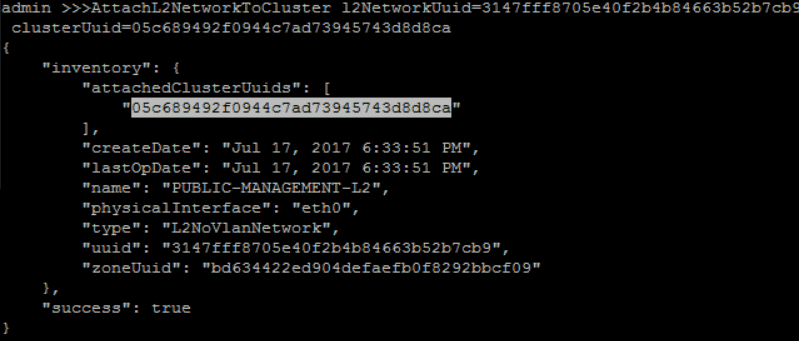 admin >>>AttachL2NetworkToCluster l2NetworkUuid=3147fff8705e40f2b4b84663b52b7cb9
clusterUuid=05c689492f0944c7ad73945743d8d8ca
{
    "inventory": {
        "attachedClusterUuids": [
            "05c689492f0944c7ad73945743d8d8ca"
        ],
        "createDate": "Jul 17, 2017 6:33:51 PM",
        "lastOpDate": "Jul 17, 2017 6:33:51 PM",
        "name": "PUBLIC-MANAGEMENT-L2",
        "physicalInterface": "eth0",
        "type": "L2NoVlanNetwork",
        "uuid": "3147fff8705e40f2b4b84663b52b7cb9",
        "zoneUuid": "bd634422ed904defaefb0f8292bbcf09"
    },
    "success": true
}